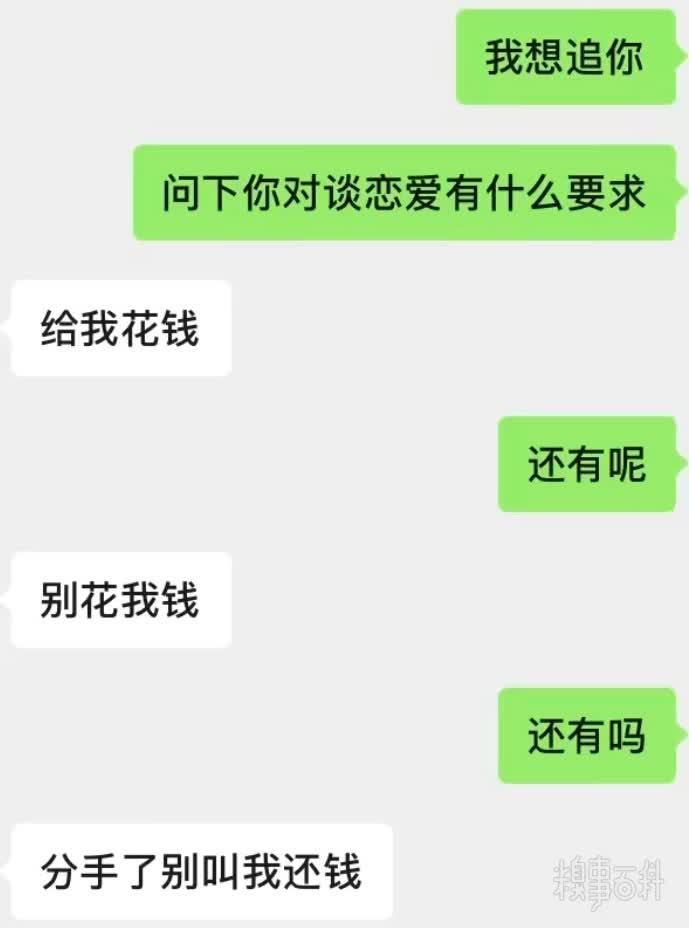 我想追你
问下你对谈恋爱有什么要求
给我花钱
还有呢
别花我钱
还有吗
分手了别叫我还钱
糗事百科